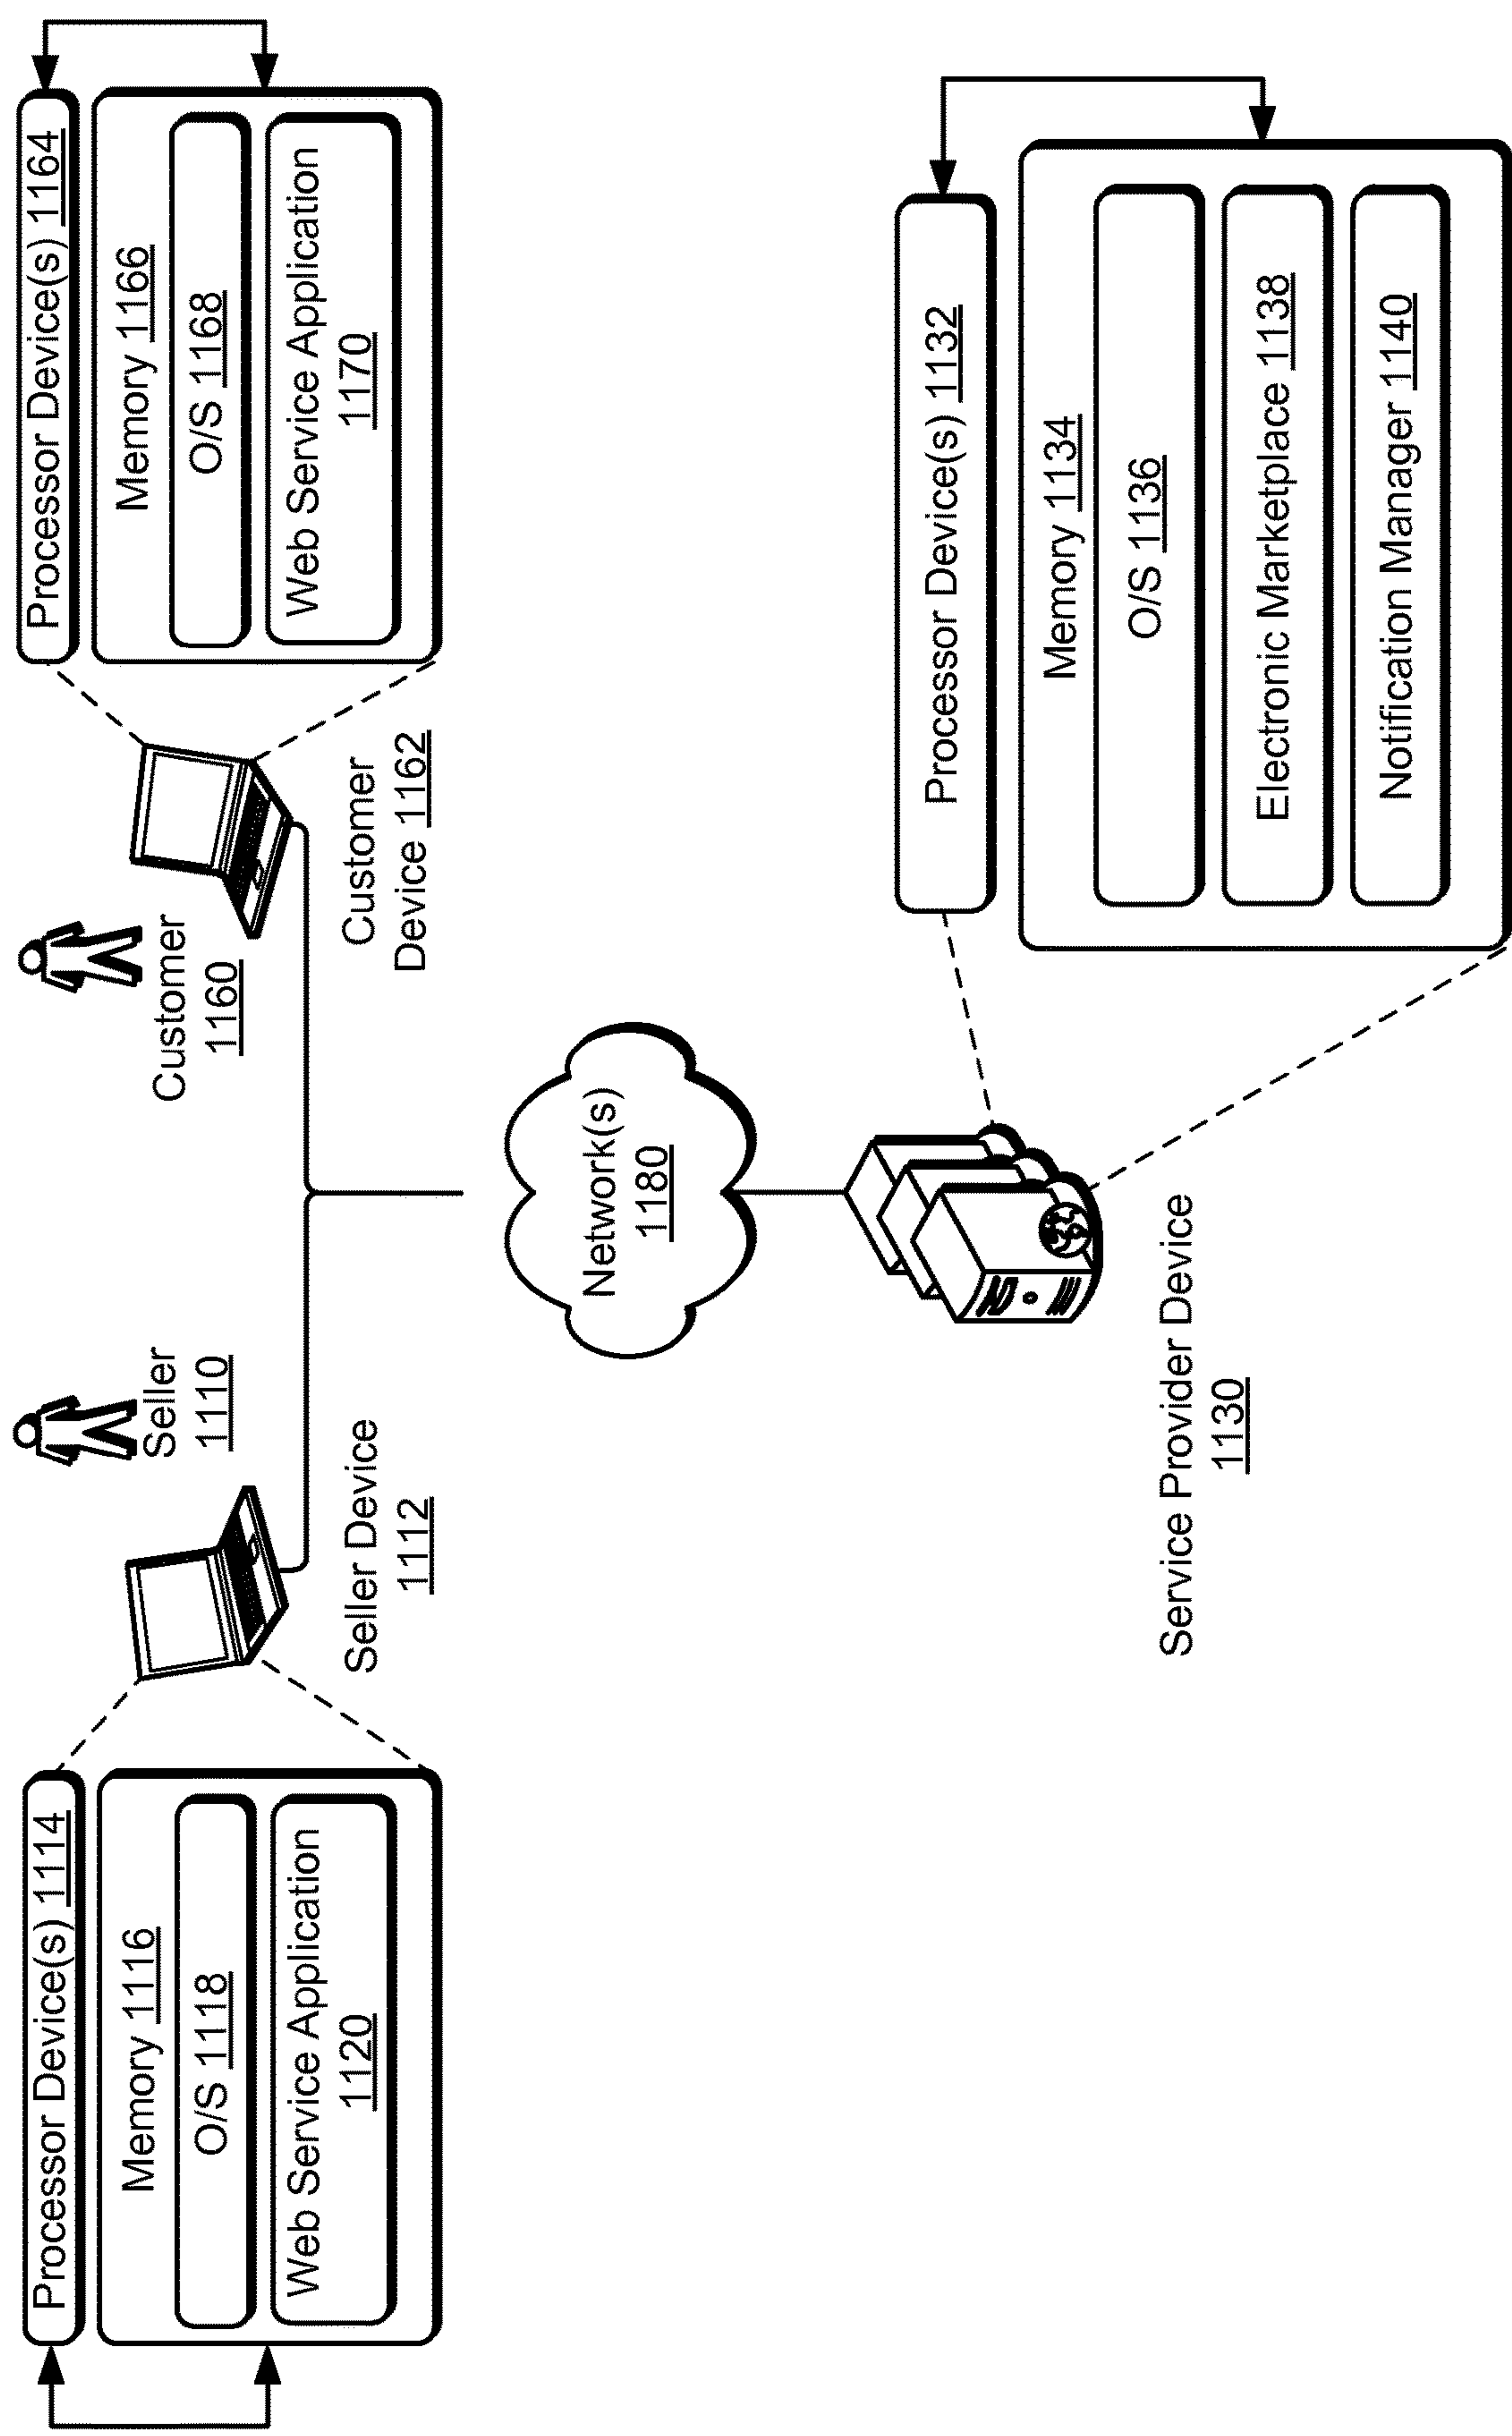 Processor Device(s) 1114
Memory 1116
O/S 1118
Web Service Application
1120
Seller
1110
Seller Device
1112
Customer
1160
Customer
Device 1162
Processor Device(s) 1164
Memory 1166
O/S 1168
Web Service Application
1170
Network(s)
1180
Service Provider Device
1130
Processor Device(s) 1132
Memory 1134
O/S 1136
Electronic Marketplace 1138
Notification Manager 1140